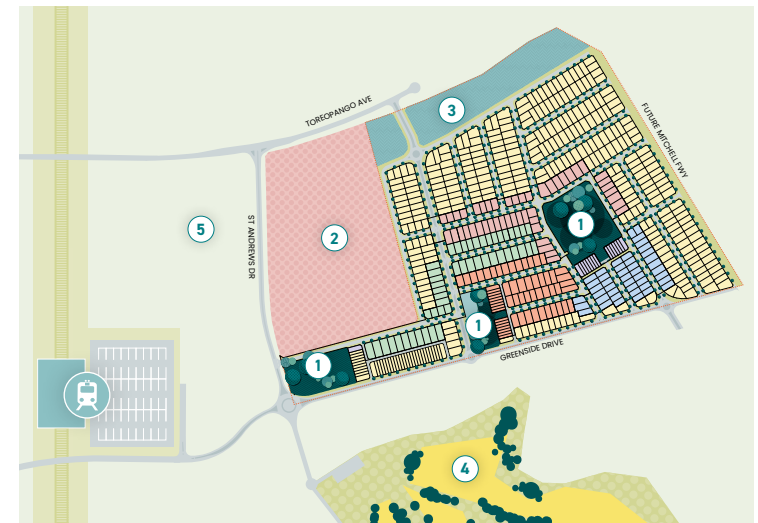 TOREOPANGO AVE
3
FUTURE MITCHELL FWY
ST ANDREWS DR
5
2
1
1
1
GREENSIDE DRIVE
4